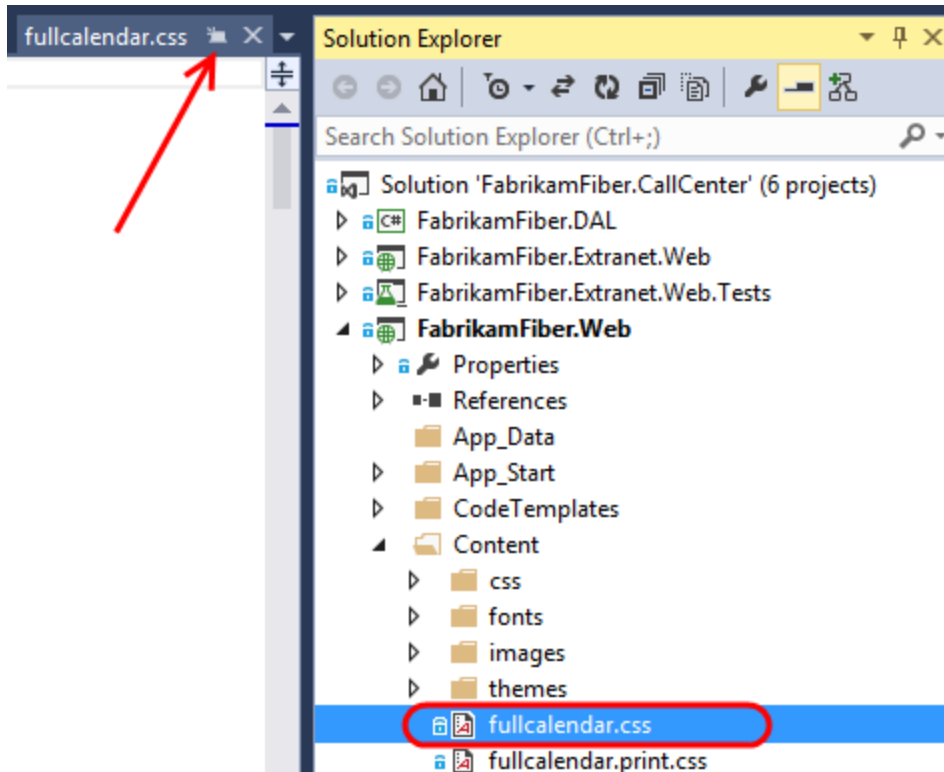 fullcalendar.css
Solution Explorer
Search Solution Explorer (Ctrl+;)
Solution 'FabrikamFiber.CallCenter' (6 projects)
C# FabrikamFiber.DAL
FabrikamFiber.Extranet.Web
FabrikamFiber.Extranet.Web.Tests
FabrikamFiber.Web
Properties
References
App_Data
App_Start
CodeTemplates
Content
css
fonts
images
themes
fullcalendar.css
fullcalendar.print.css